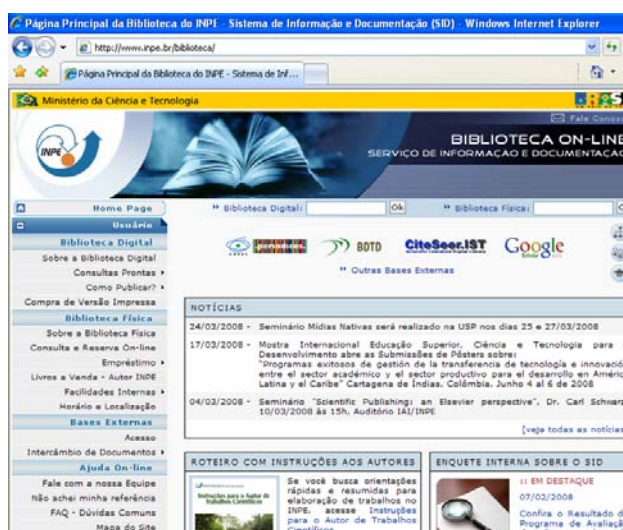 Página Principal da Biblioteca do INPE - Sistema de Informação e Documentação (SID) - Windows Internet Explorer
http://www.inpe.br/biblioteca/
Página Principal da Biblioteca do INPE - Sistema de Inf...
Ministério da Ciência e Tecnologia
Fale Conosc
INPE
BIBLIOTECA ON-LINE
SERVIÇO DE INFORMAÇÃO E DOCUMENTAÇÃO
Home Page
Biblioteca Digital:
Ok
Biblioteca Física:
Usuário
Biblioteca Digital
Sobre a Biblioteca Digital
Consultas Prontas
Como Publicar?
Compra de Versão Impressa
Biblioteca Física
Sobre a Biblioteca Física
Consulta e Reserva On-line
Empréstimo
Livros a Venda - Autor INPE
Facilidades Internas
Horário e Localização
Bases Externas
Acesso
Intercâmbio de Documentos
Ajuda On-line
Fale com a nossa Equipe
Não achei minha referência
FAQ - Dúvidas Comuns
Mapa do Site
.periodicos.
BDTD
CiteSeer.IST
Google
Outras Bases Externas
NOTÍCIAS
24/03/2008 - Seminário Mídias Nativas será realizado na USP nos dias 25 e 27/03/2008
17/03/2008 - Mostra Internacional Educação Superior, Ciência e Tecnologia para
Desenvolvimento abre as Submissões de Pôsters sobre:
"Programas exitosos de gestión de la transferencia de tecnología e innovació
entre el sector académico y el sector productivo para el desarrollo en Améric
Latina y el Caribe" Cartagena de Índias. Colômbia. Junho 4 al 6 de 2008
04/03/2008 - Seminário "Scientific Publishing: an Elsevier perspective", Dr. Carl Schwarz
10/03/2008 às 15h, Auditório IAI/INPE
[veja todas as notícias
ROTEIRO COM INSTRUÇÕES AOS AUTORES
Instruções para o Autor de
Trabalhos Científicos
Se você busca orientações
rápidas e resumidas para
elaboração de trabalhos no
INPE, acesse Instruções
para o Autor de Trabalhos
Científicos
ENQUETE INTERNA SOBRE O SID
:: EM DESTAQUE
07/02/2008
Confira o Resultado d
Programa de Avaliaçã